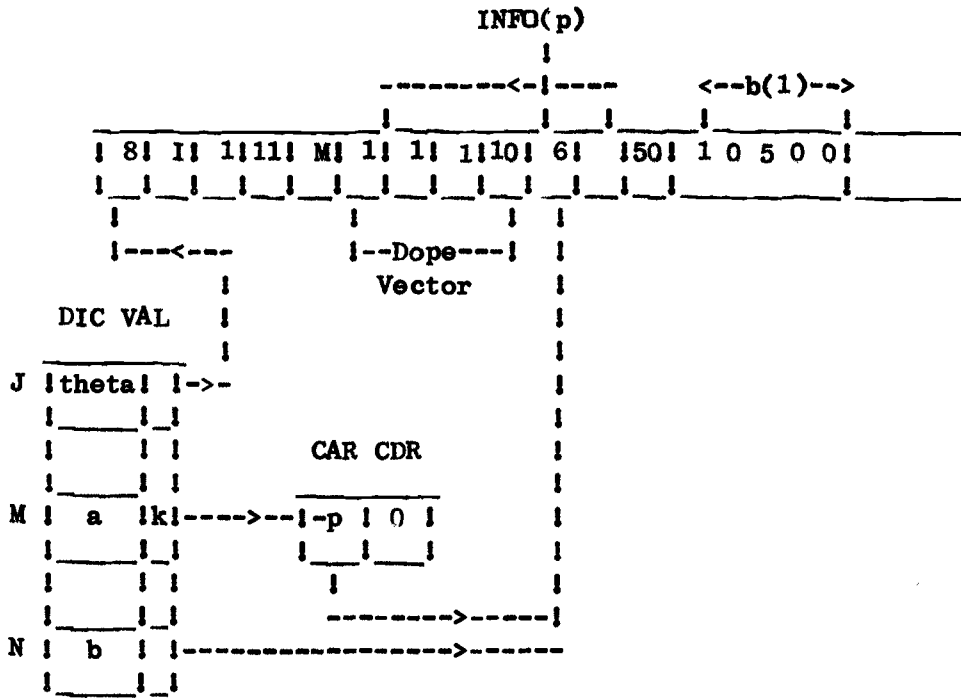 INFO(p)
<--b(1)-->
8 I 1 11 M 1 1 1 10 6 50 1 0 5 0 0
--Dope--
Vector
DIC VAL
J theta
CAR CDR
M a k -p 0
N b